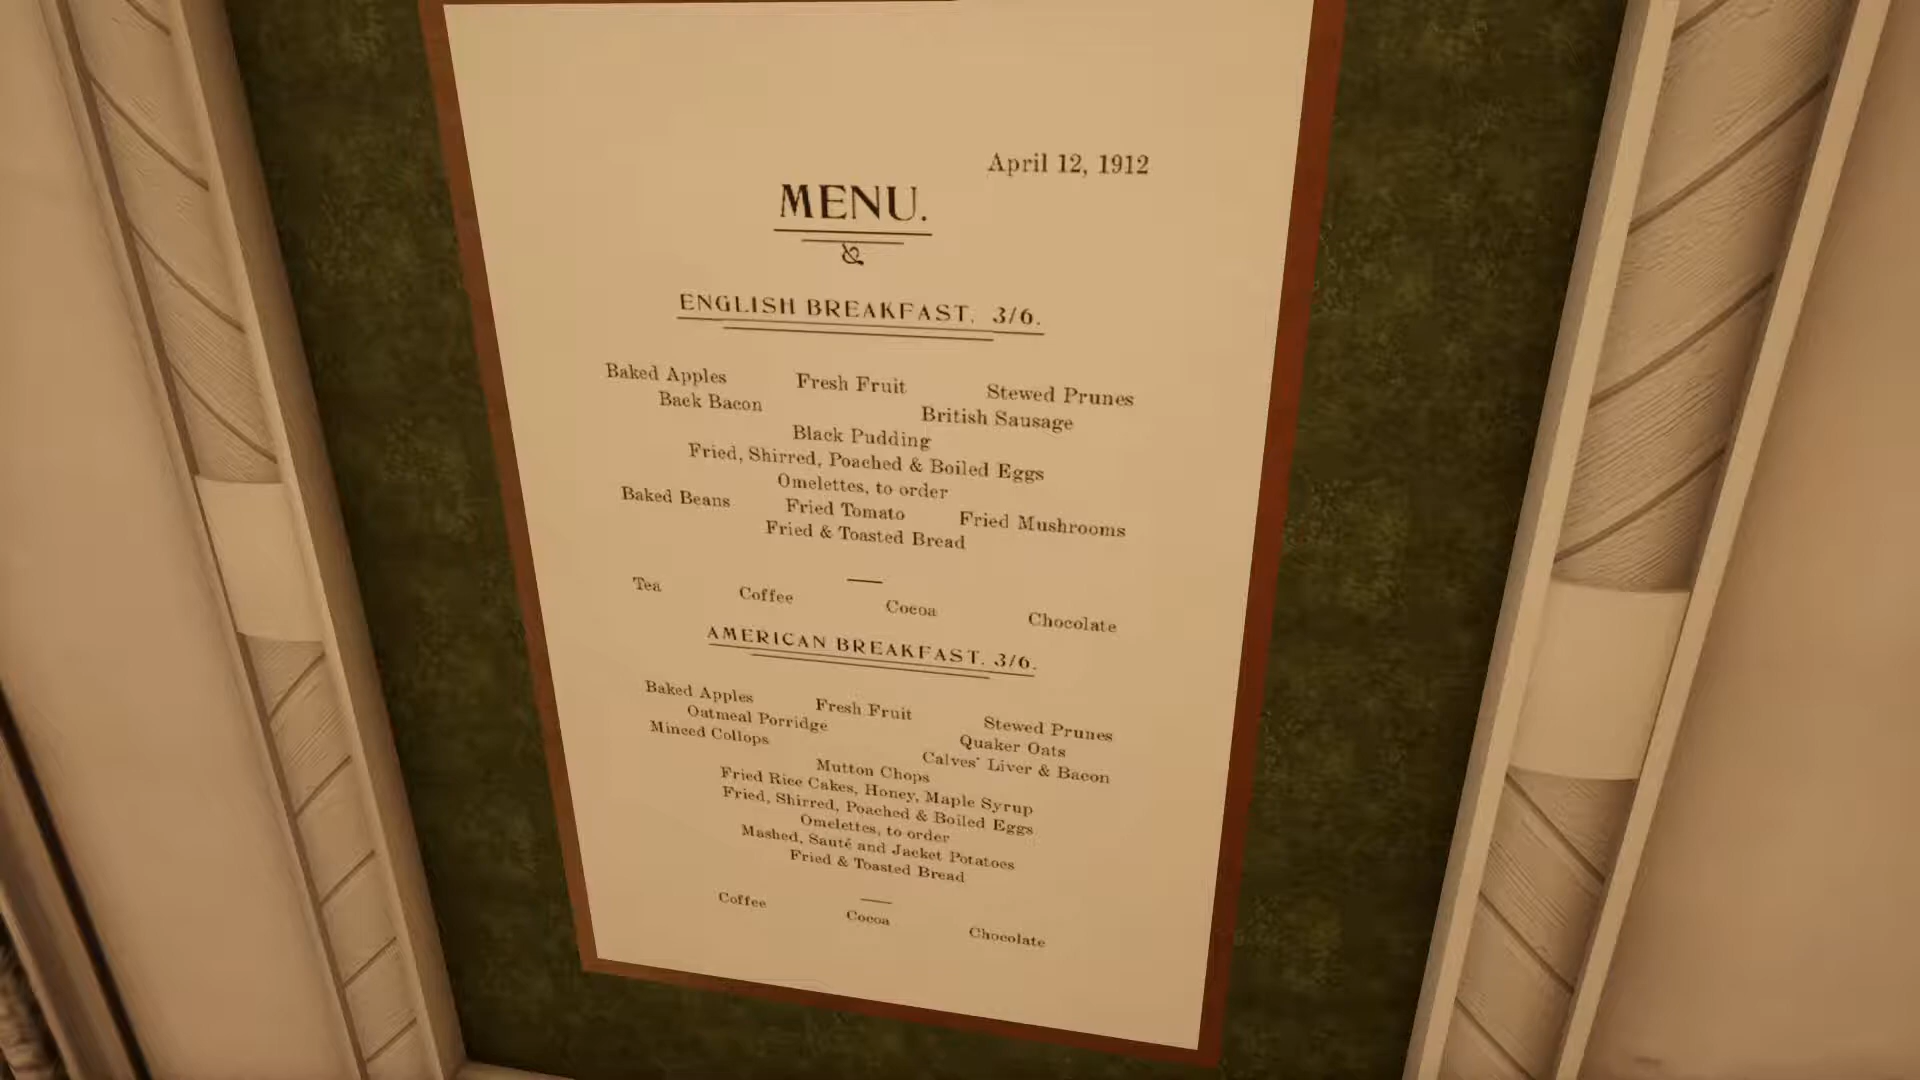 April 12, 1912
MENU.
ENGLISH BREAKFAST. 3/6.
Baked Apples Fresh Fruit Stewed Prunes
Back Bacon British Sausage
Black Pudding
Fried, Shirred, Poached & Boiled Eggs
Omelettes, to order
Baked Beans Fried Tomato Fried Mushrooms
Fried & Toasted Bread
Tea Coffee Cocoa Chocolate
AMERICAN BREAKFAST. 3/6.
Baked Apples Fresh Fruit Stewed Prunes
Oatmeal Porridge Quaker Oats
Minced Collops Calves' Liver & Bacon
Mutton Chops
Fried Rice Cakes, Honey, Maple Syrup
Fried, Shirred, Poached & Boiled Eggs
Omelettes, to order
Mashed, Sauté and Jacket Potatoes
Fried & Toasted Bread
Coffee Cocoa Chocolate